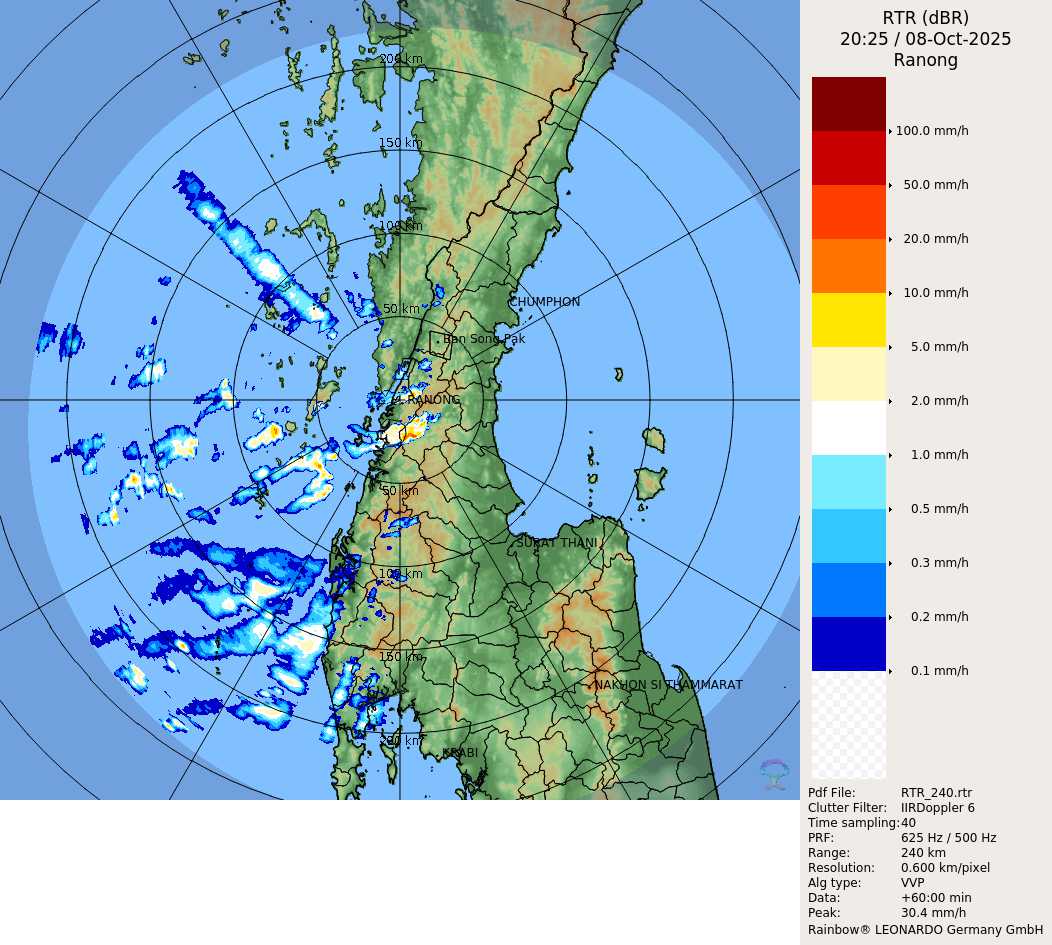 RTR (dBR)
20:25 / 08-Oct-2025
Ranong
100.0 mm/h
50.0 mm/h
20.0 mm/h
10.0 mm/h
5.0 mm/h
2.0 mm/h
1.0 mm/h
0.5 mm/h
0.3 mm/h
0.2 mm/h
0.1 mm/h
Pdf File: RTR_240.rtr
Clutter Filter: IIRDoppler 6
Time sampling:40
PRF: 625 Hz / 500 Hz
Range: 240 km
Resolution: 0.600 km/pixel
Alg type: VVP
Data: +60:00 min
Peak: 30.4 mm/h
Rainbow® LEONARDO Germany GmbH
200 km
150 km
100 km
CHUMPHON
50 km
Ban Song Pak
RANONG
50 km
SURAT THANI
100 km
150 km
NAKHON SI THAMMARAT
200 km
KRABI